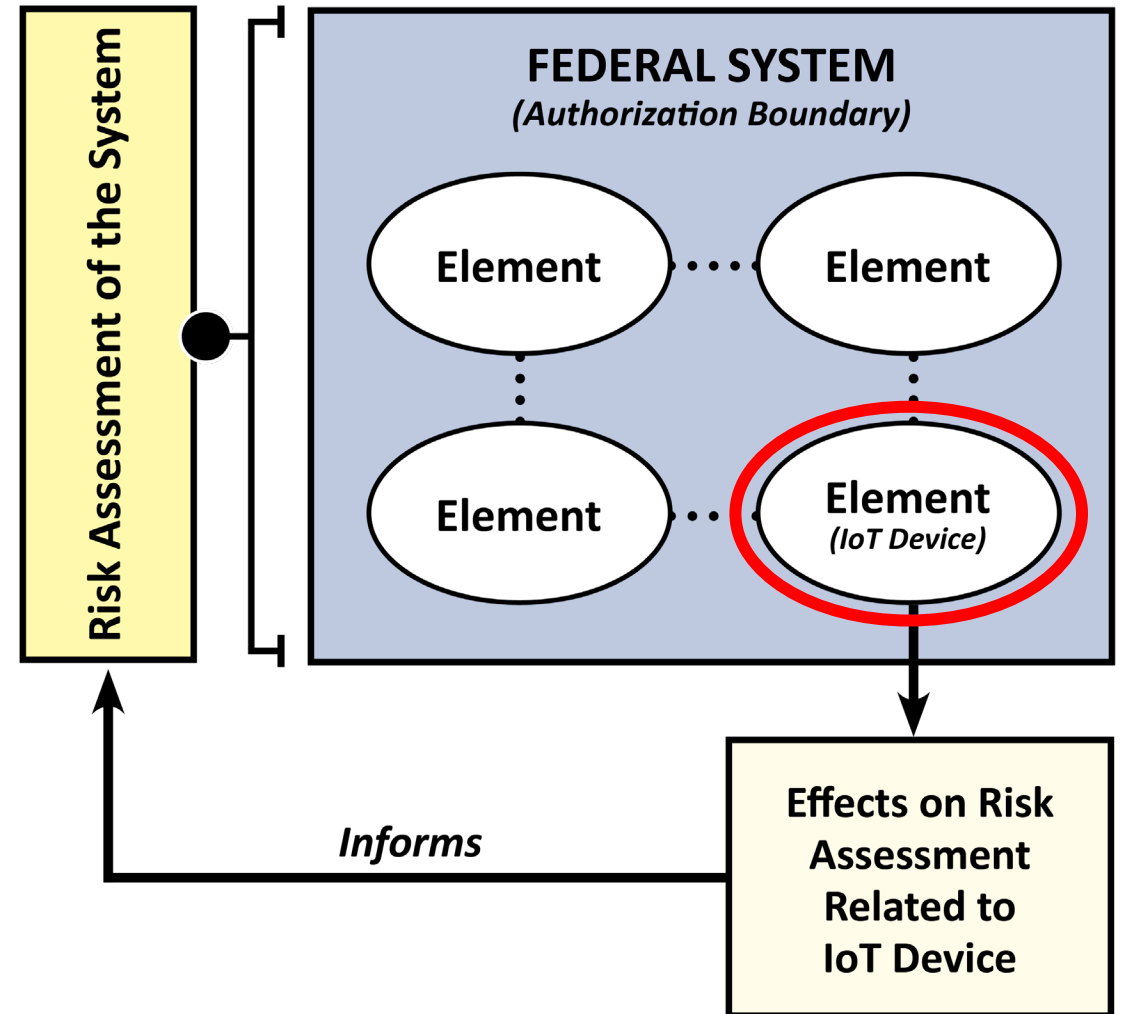 Risk Assessment of the System
FEDERAL SYSTEM
(Authorization Boundary)
Element
Element
Element
Element
(IoT Device)
Informs
Effects on Risk
Assessment
Related to
IoT Device